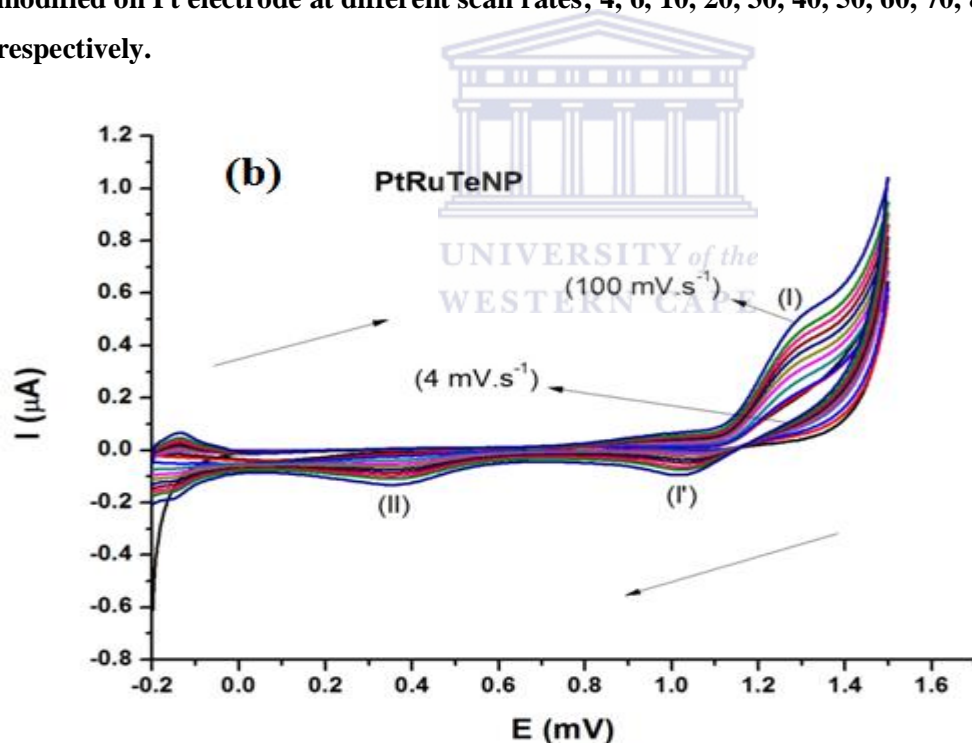 modified on Pt electrode at different scan rates; 4, 6, 10, 20, 30, 40, 50, 60, 70,
respectively.
UNIVERSITY of the
WESTERN CAPE
(b)
PtRuTeNP
(100 mV.s⁻¹)
(I)
(4 mV.s⁻¹)
(II)
(I')
I (µA)
1.2
1.0
0.8
0.6
0.4
0.2
0.0
-0.2
-0.4
-0.6
-0.8
-0.2 0.0 0.2 0.4 0.6 0.8 1.0 1.2 1.4 1.6
E (mV)